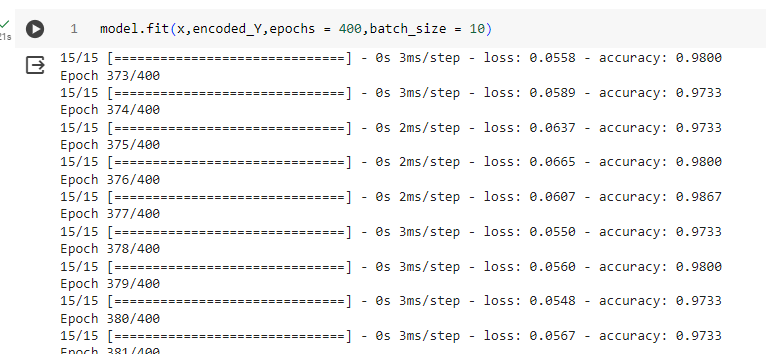 21s
1 model.fit(x,encoded_Y,epochs = 400,batch_size = 10)
15/15 [==============================] - 0s 3ms/step - loss: 0.0558 - accuracy: 0.9800
Epoch 373/400
15/15 [==============================] - 0s 3ms/step - loss: 0.0589 - accuracy: 0.9733
Epoch 374/400
15/15 [==============================] - 0s 2ms/step - loss: 0.0637 - accuracy: 0.9733
Epoch 375/400
15/15 [==============================] - 0s 2ms/step - loss: 0.0665 - accuracy: 0.9800
Epoch 376/400
15/15 [==============================] - 0s 2ms/step - loss: 0.0607 - accuracy: 0.9867
Epoch 377/400
15/15 [==============================] - 0s 3ms/step - loss: 0.0550 - accuracy: 0.9733
Epoch 378/400
15/15 [==============================] - 0s 3ms/step - loss: 0.0560 - accuracy: 0.9800
Epoch 379/400
15/15 [==============================] - 0s 3ms/step - loss: 0.0548 - accuracy: 0.9733
Epoch 380/400
15/15 [==============================] - 0s 3ms/step - loss: 0.0567 - accuracy: 0.9733
Epoch 381/400